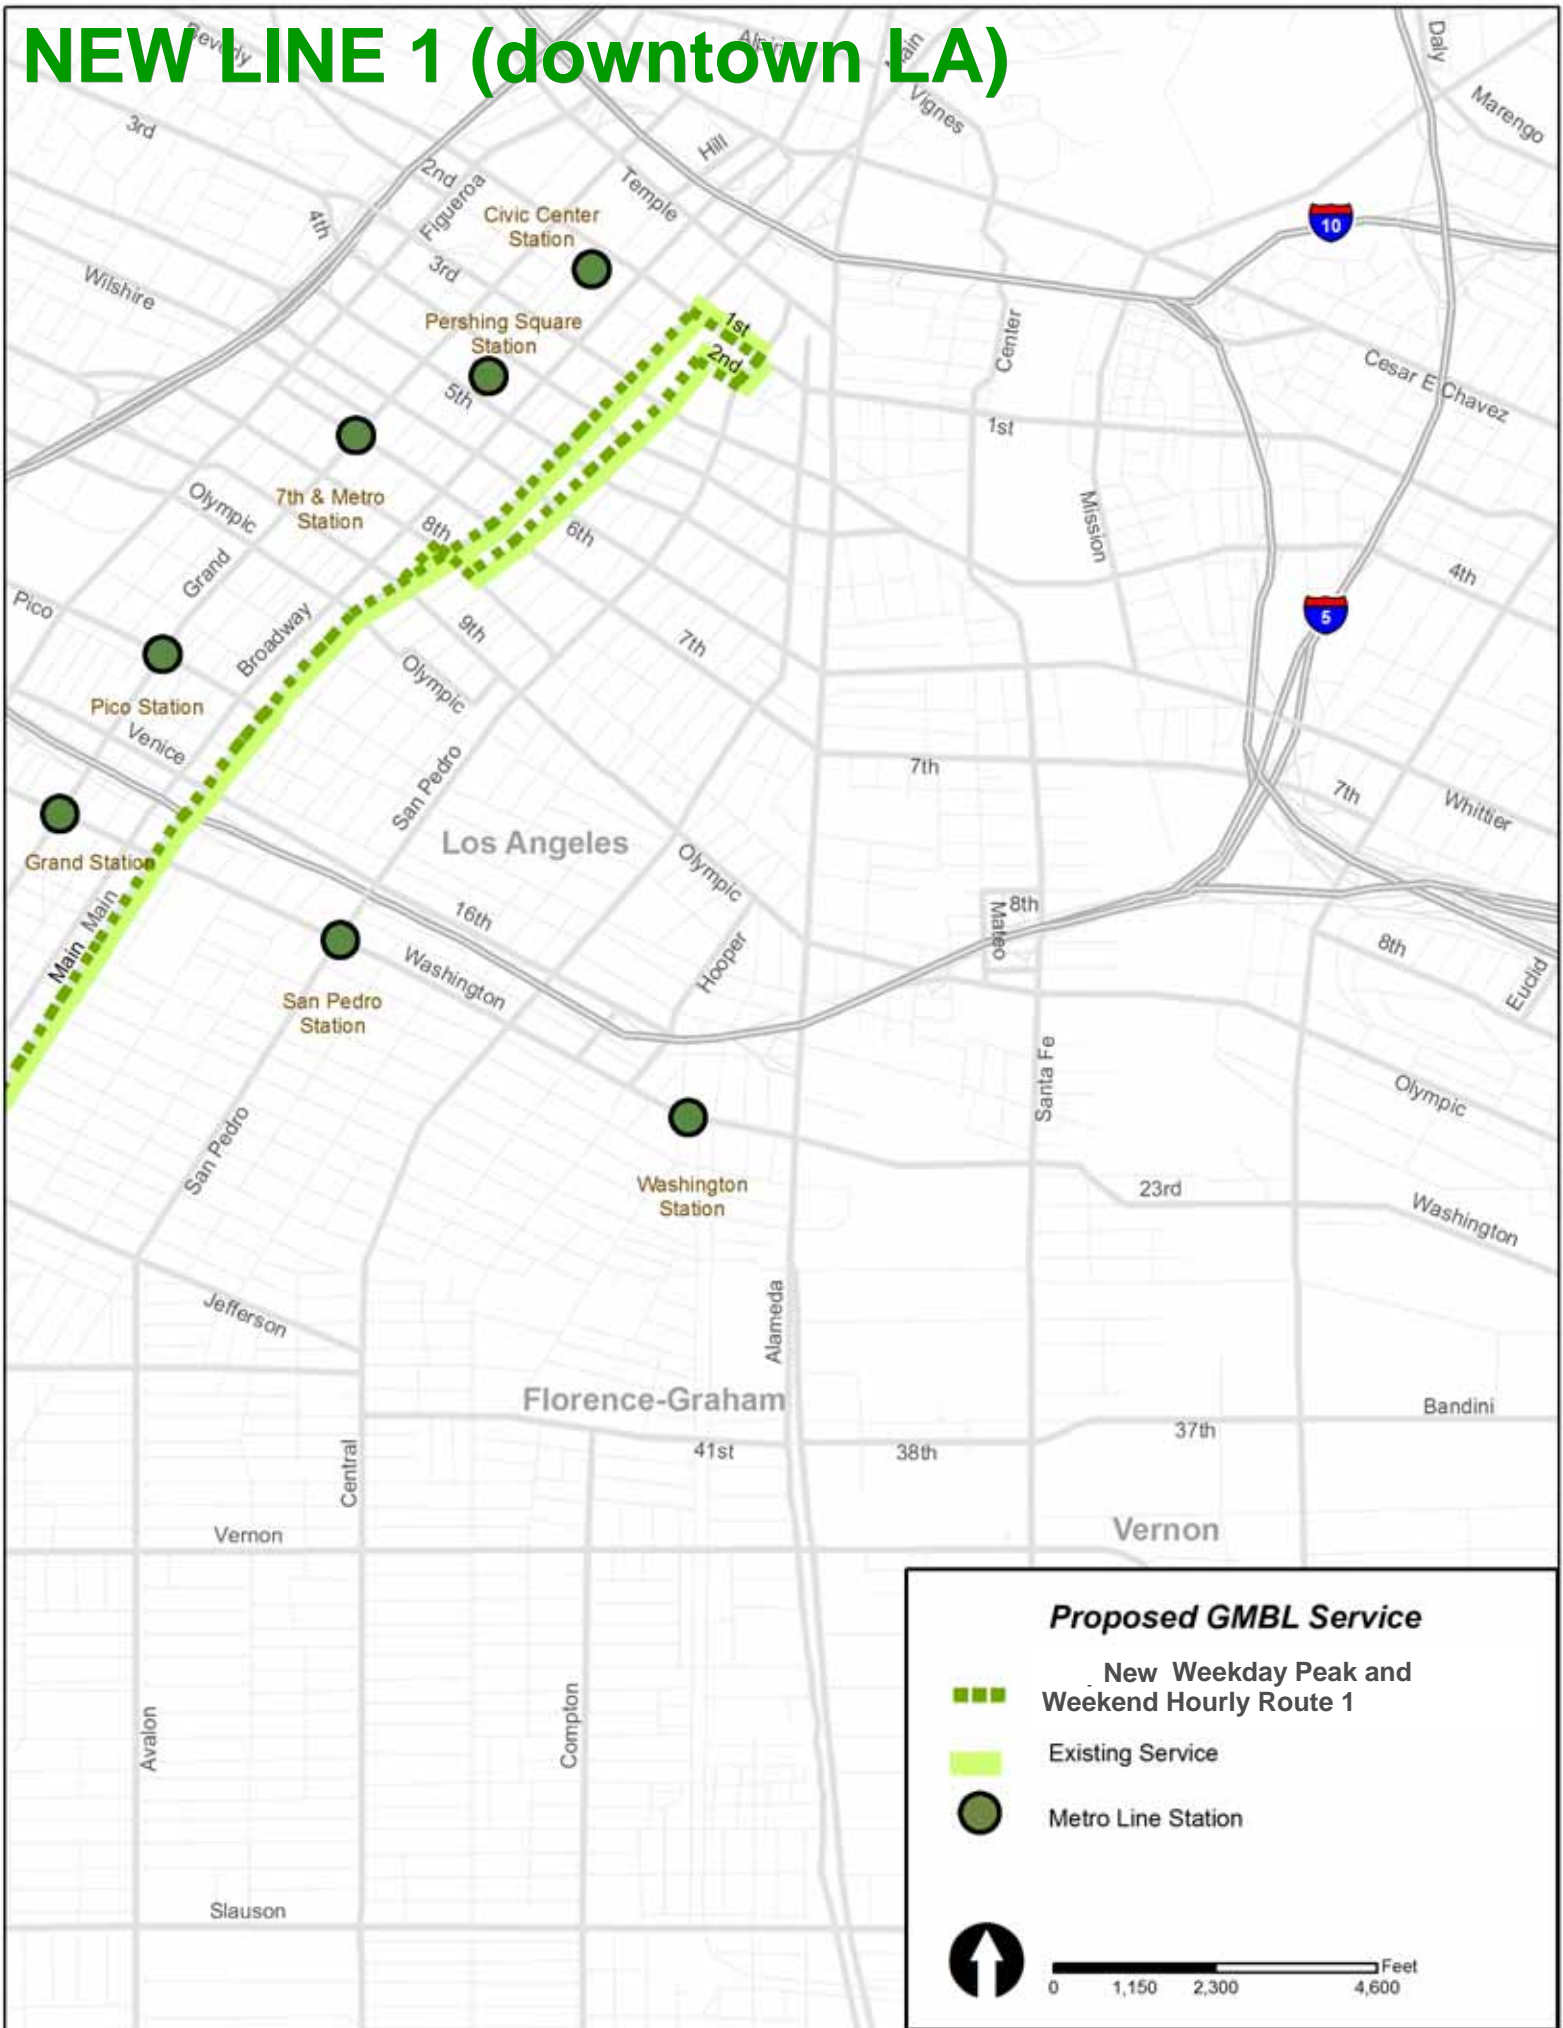 NEW LINE 1 (downtown LA)
Beverly
Alpine
Main
Daly
Vignes
Marengo
3rd
Hill
2nd
Figueroa
Temple
4th
Civic Center
Station
10
3rd
Wilshire
Pershing Square
Station
1st
Center
2nd
Cesar E Chavez
5th
1st
7th & Metro
Station
Olympic
8th
6th
Mission
Grand
4th
Pico
Broadway
9th
5
7th
Olympic
Pico Station
Venice
San Pedro
7th
7th
Whittier
Los Angeles
Grand Station
Olympic
Main
16th
Mateo
8th
Main
Hooper
8th
Washington
Euclid
San Pedro
Station
Santa Fe
Olympic
San Pedro
Washington
Station
23rd
Washington
Jefferson
Alameda
Florence-Graham
Bandini
41st
38th
37th
Central
Vernon
Vernon
Proposed GMBL Service
New Weekday Peak and
Weekend Hourly Route 1
Existing Service
Metro Line Station
Avalon
Compton
Slauson
Feet
0 1,150 2,300 4,600